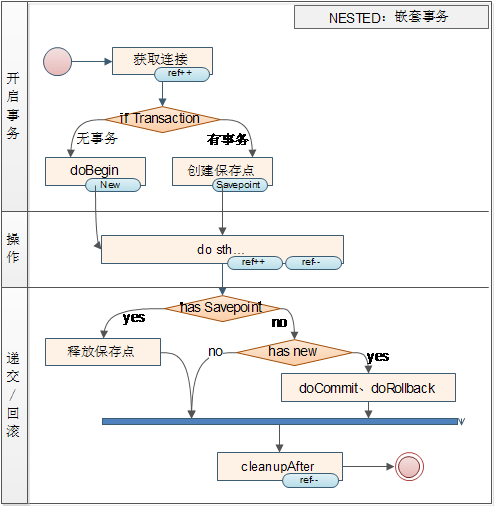 NESTED：嵌套事务
开启事务
获取连接
ref++
if Transaction
无事务
有事务
doBegin
New
创建保存点
Savepoint
操作
do sth…
ref++
ref--
递交/回滚
has Savepoint
yes
no
释放保存点
no
has new
yes
doCommit、doRollback
cleanupAfter
ref--